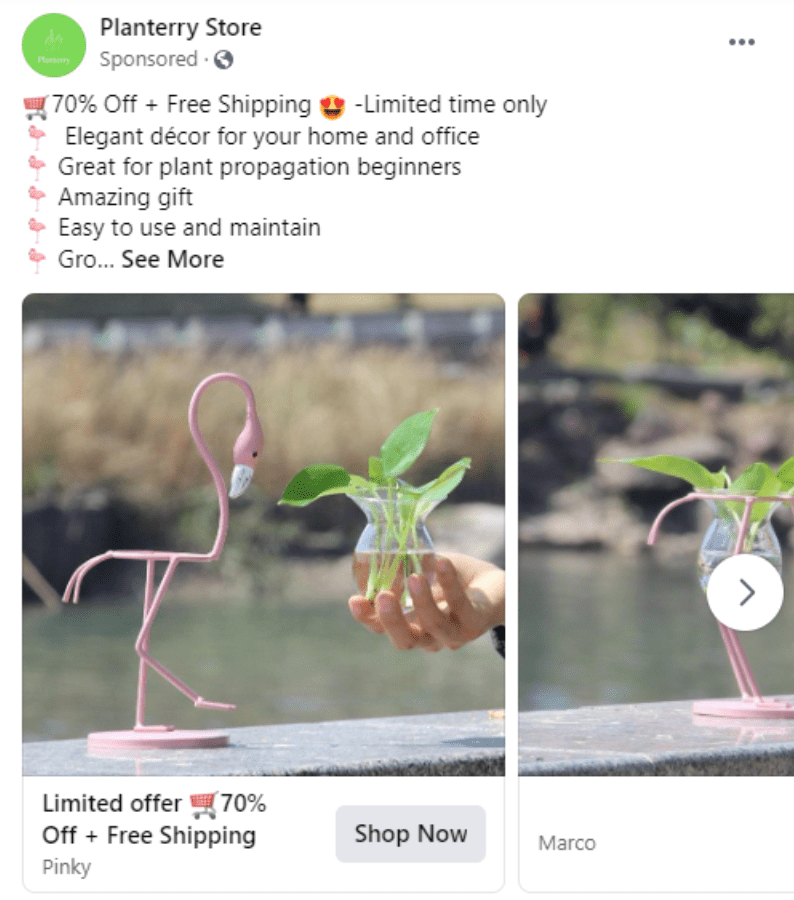 Planterry
Planterry Store
Sponsored ·
🛒70% Off + Free Shipping 😍 -Limited time only
🦩 Elegant décor for your home and office
🦩 Great for plant propagation beginners
🦩 Amazing gift
🦩 Easy to use and maintain
🦩 Gro... See More
Limited offer 🛒70%
Off + Free Shipping
Pinky
Shop Now
Marco